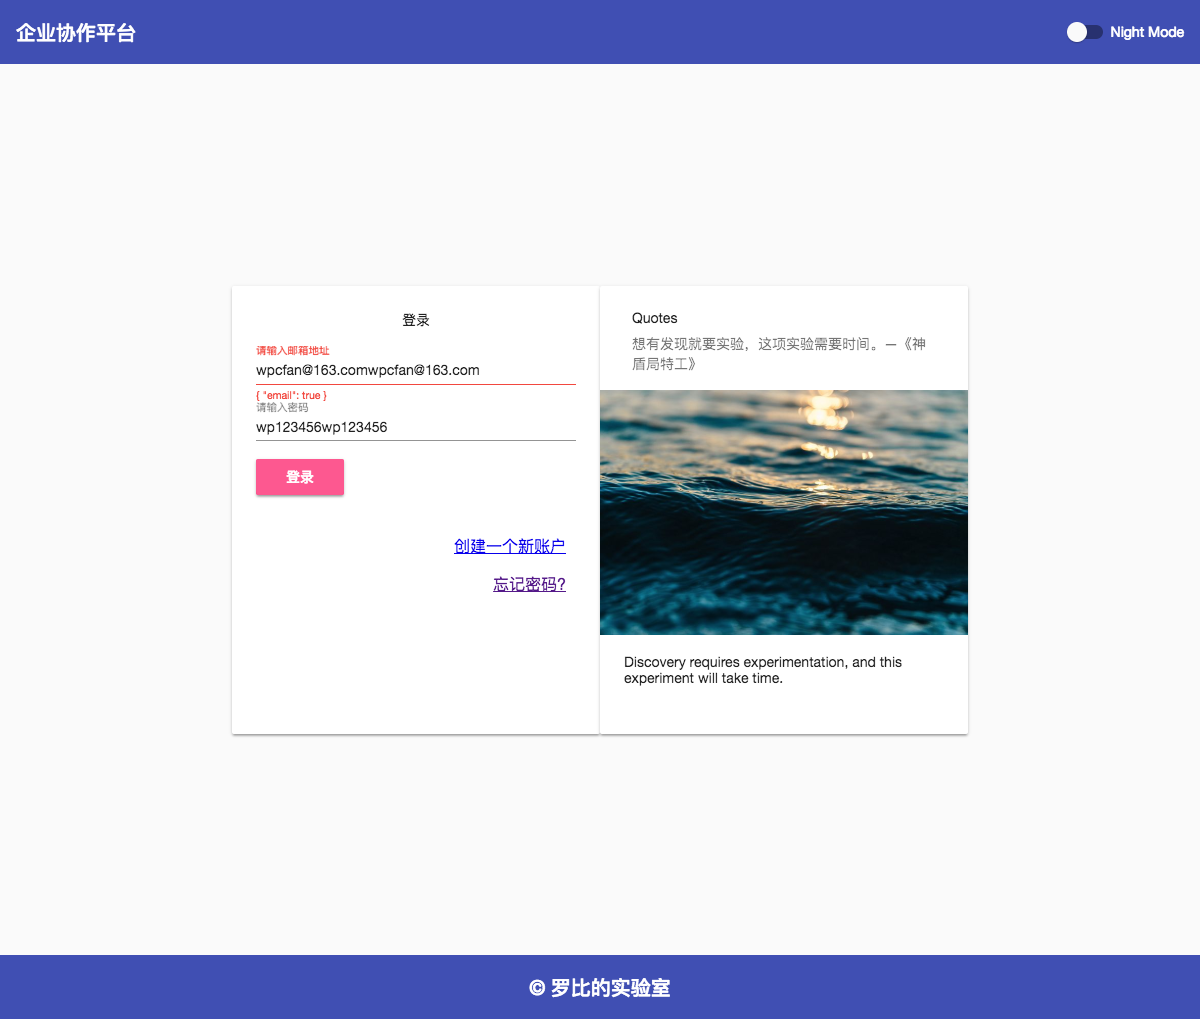 企业协作平台
Night Mode
登录
请输入邮箱地址
wpcfan@163.comwpcfan@163.com
{ "email": true }
请输入密码
wp123456wp123456
登录
创建一个新账户
忘记密码?
Quotes
想有发现就要实验，这项实验需要时间。—《神
盾局特工》
Discovery requires experimentation, and this
experiment will take time.
© 罗比的实验室